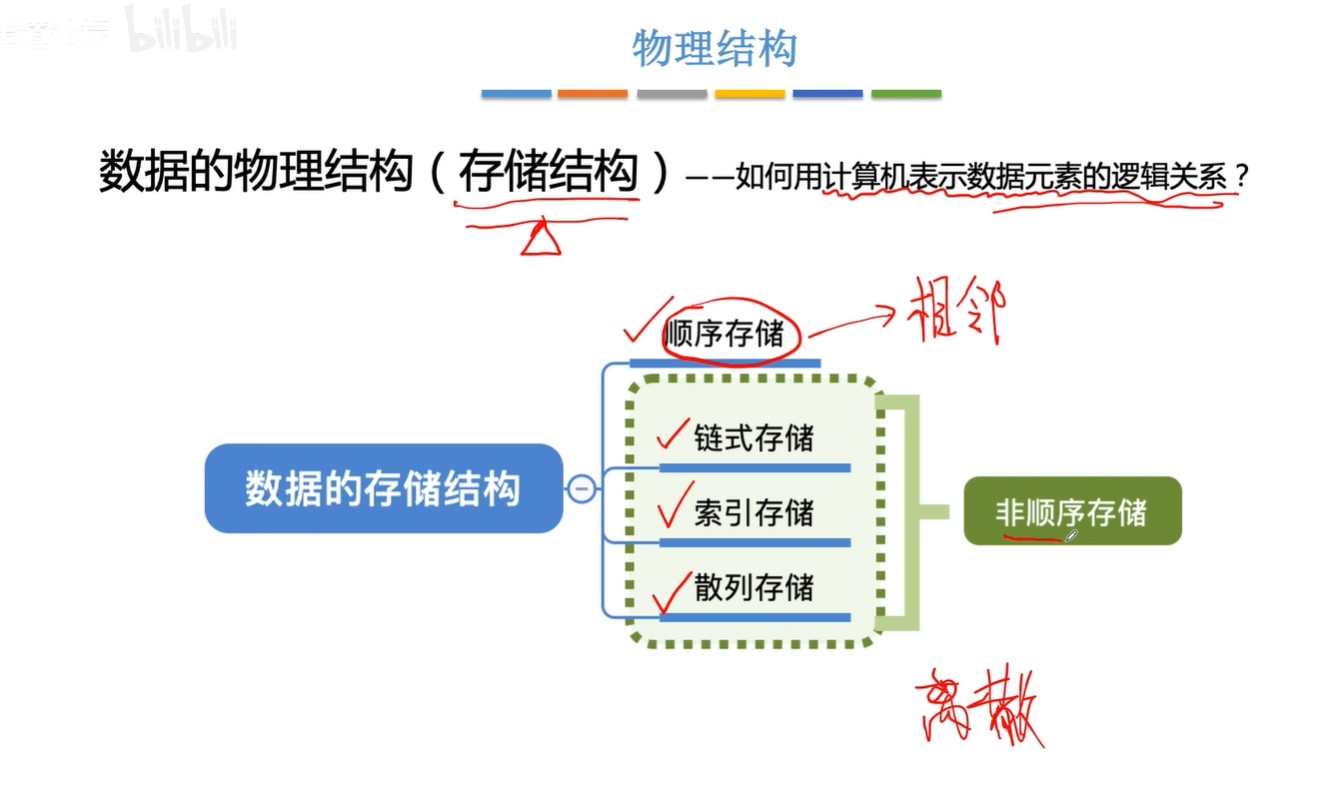 bilibili
物理结构
数据的物理结构（存储结构）——如何用计算机表示数据元素的逻辑关系？
顺序存储
相邻
链式存储
数据的存储结构
索引存储
非顺序存储
散列存储
离散